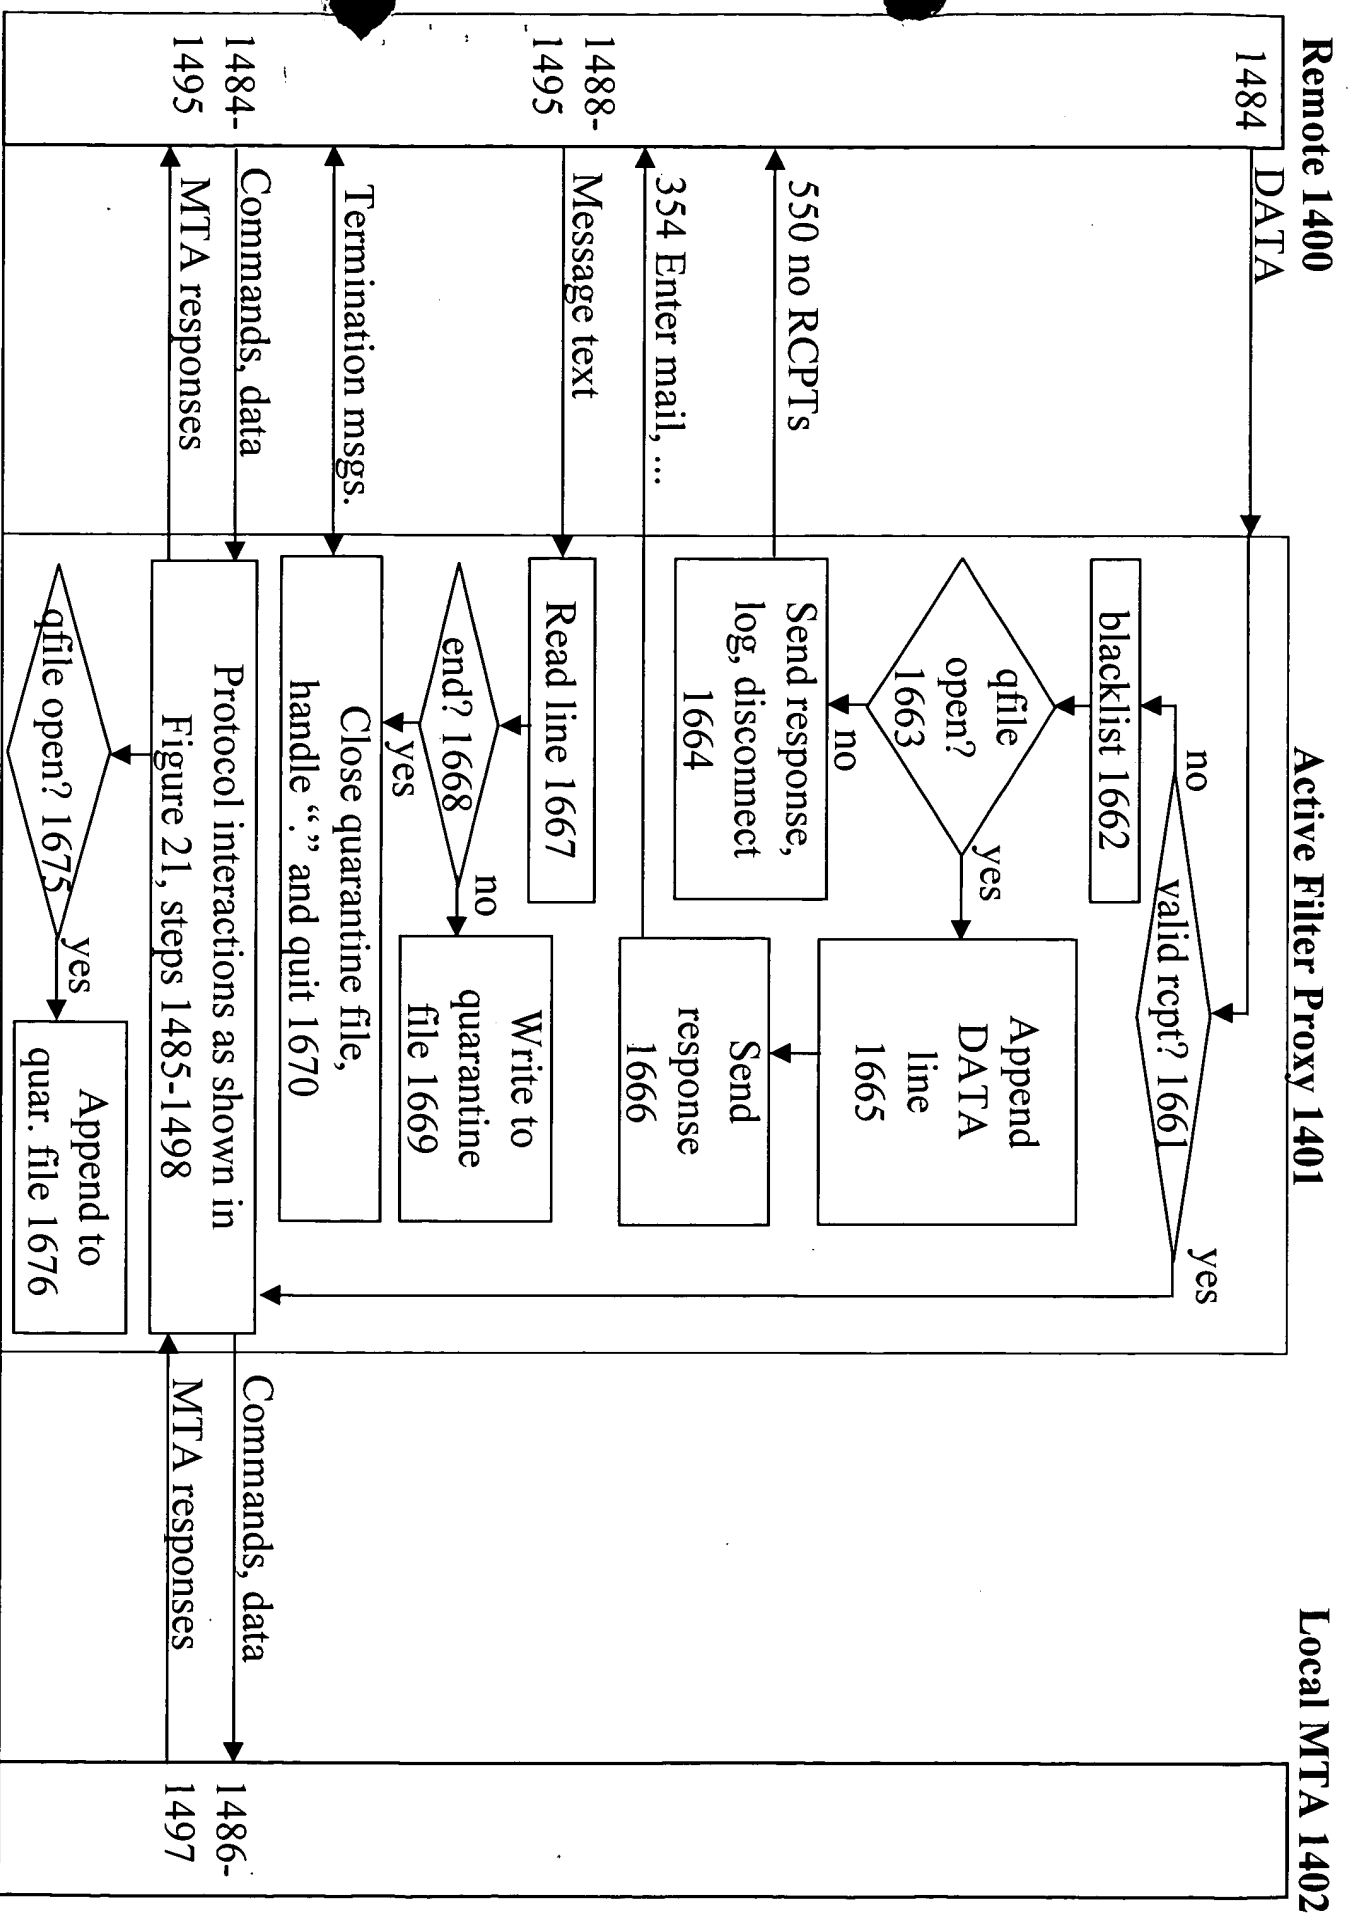 Remote 1400
Active Filter Proxy 1401
Local MTA 1402
1484
DATA
valid rcpt? 1661
no
yes
blacklist 1662
qfile
open?
1663
yes
no
Append
DATA
line
1665
550 no RCPTs
Send response,
log, disconnect
1664
354 Enter mail, ...
Send
response
1666
1488-
1495
Message text
Read line 1667
end? 1668
no
yes
Write to
quarantine
file 1669
Termination msgs.
Close quarantine file,
handle “.” and quit 1670
1484-
1495
Commands, data
MTA responses
Protocol interactions as shown in
Figure 21, steps 1485-1498
Commands, data
MTA responses
1486-
1497
qfile open? 1675
yes
Append to
quar. file 1676